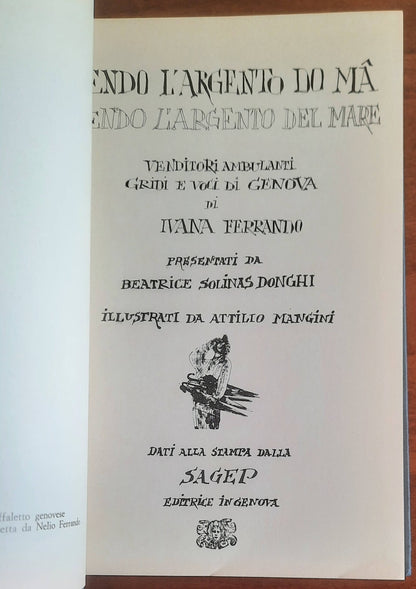 ENDO L'ARGENTO DO MÂ
ENDO L'ARGENTO DEL MARE
VENDITORI AMBULANTI
GRIDI E VOCI DI GENOVA
DI
IVANA FERRANDO
PRESENTATI DA
BEATRICE SOLINAS DONGHI
ILLUSTRATI DA ATTILIO MANGINI
DATI ALLA STAMPA DALLA
SAGEP
EDITRICE IN GENOVA
ffaletto genovese
etta da Nelio Ferrando